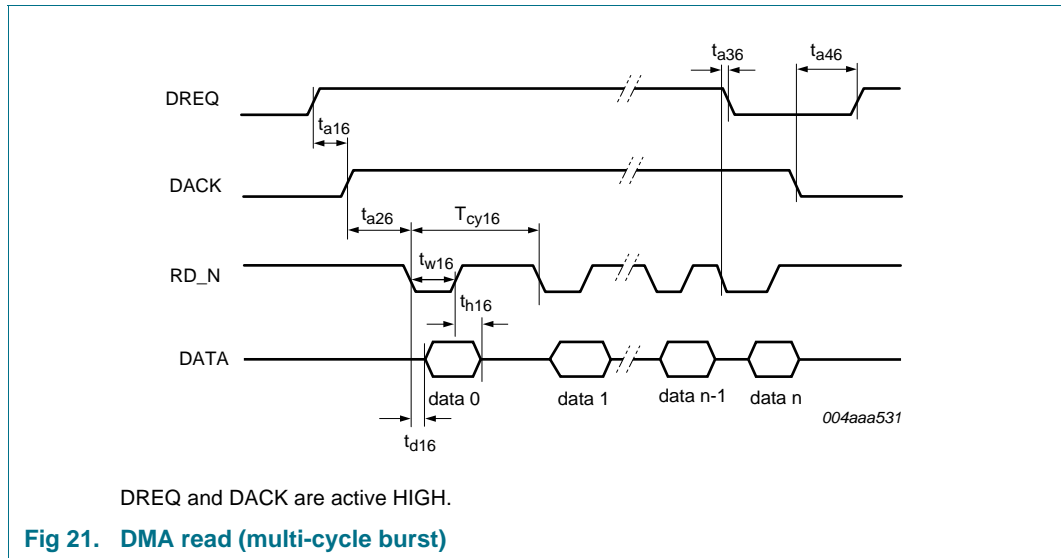 ta36
ta46
DREQ
ta16
DACK
ta26
Tcy16
RD_N
tw16
th16
DATA
data 0
data 1
data n-1
data n
004aaa531
td16
DREQ and DACK are active HIGH.
Fig 21. DMA read (multi-cycle burst)